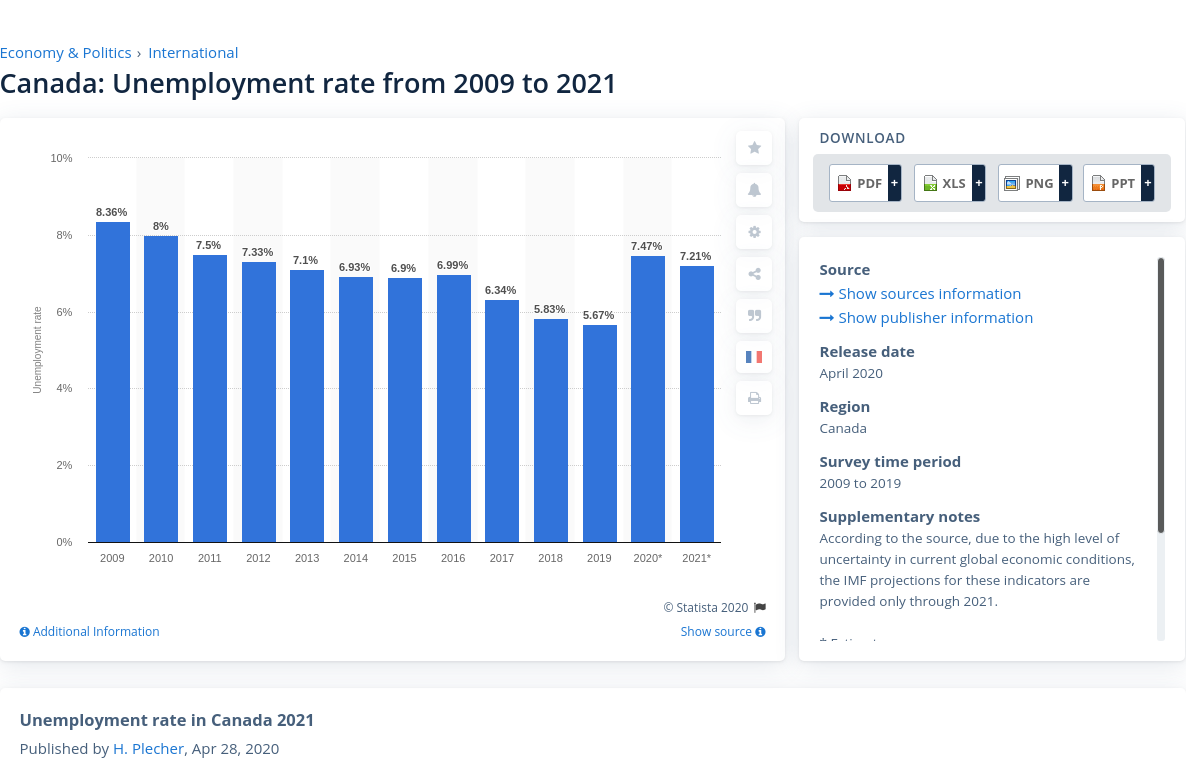 Economy & Politics › International
Canada: Unemployment rate from 2009 to 2021
10%
8%
6%
4%
2%
0%
Unemployment rate
8.36%
8%
7.5%
7.33%
7.1%
6.93%
6.9%
6.99%
6.34%
5.83%
5.67%
7.47%
7.21%
2009 2010 2011 2012 2013 2014 2015 2016 2017 2018 2019 2020* 2021*
© Statista 2020
Additional Information
Show source
DOWNLOAD
PDF + XLS + PNG + PPT +
Source
Show sources information
Show publisher information
Release date
April 2020
Region
Canada
Survey time period
2009 to 2019
Supplementary notes
According to the source, due to the high level of
uncertainty in current global economic conditions,
the IMF projections for these indicators are
provided only through 2021.
Unemployment rate in Canada 2021
Published by H. Plecher, Apr 28, 2020